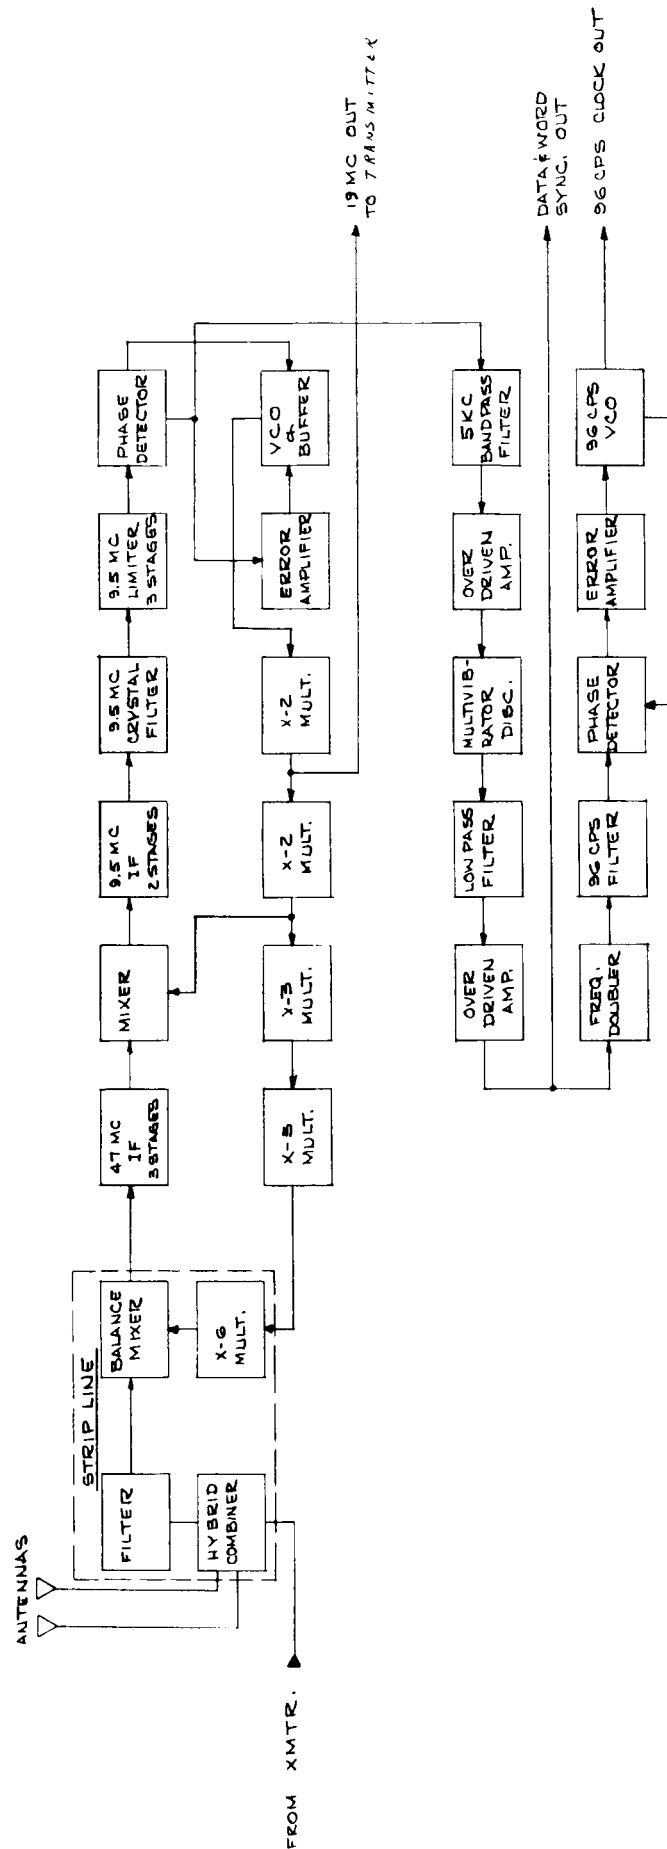 ANTENNAS
STRIP LINE
FILTER
HYBRID
COMBINER
FROM XMTR.
BALANCE
MIXER
X-6
MULT.
47 MC
IF
3 STAGES
MIXER
9.5 MC
IF
2 STAGES
9.5 MC
CRYSTAL
FILTER
9.5 MC
LIMITER
3 STAGES
PHASE
DETECTOR
X-3
MULT.
X-3
MULT.
X-2
MULT.
X-2
MULT.
ERROR
AMPLIFIER
VCO
&
BUFFER
19 MC OUT
TO TRANSMITTER
OVER
DRIVEN
AMP.
LOW PASS
FILTER
MULTIVIB-
RATOR
DISC.
OVER
DRIVEN
AMP.
5 KC
BANDPASS
FILTER
DATA & WORD
SYNC. OUT
FREQ.
DOUBLER
96 CPS
FILTER
PHASE
DETECTOR
ERROR
AMPLIFIER
96 CPS
VCO
96 CPS CLOCK OUT